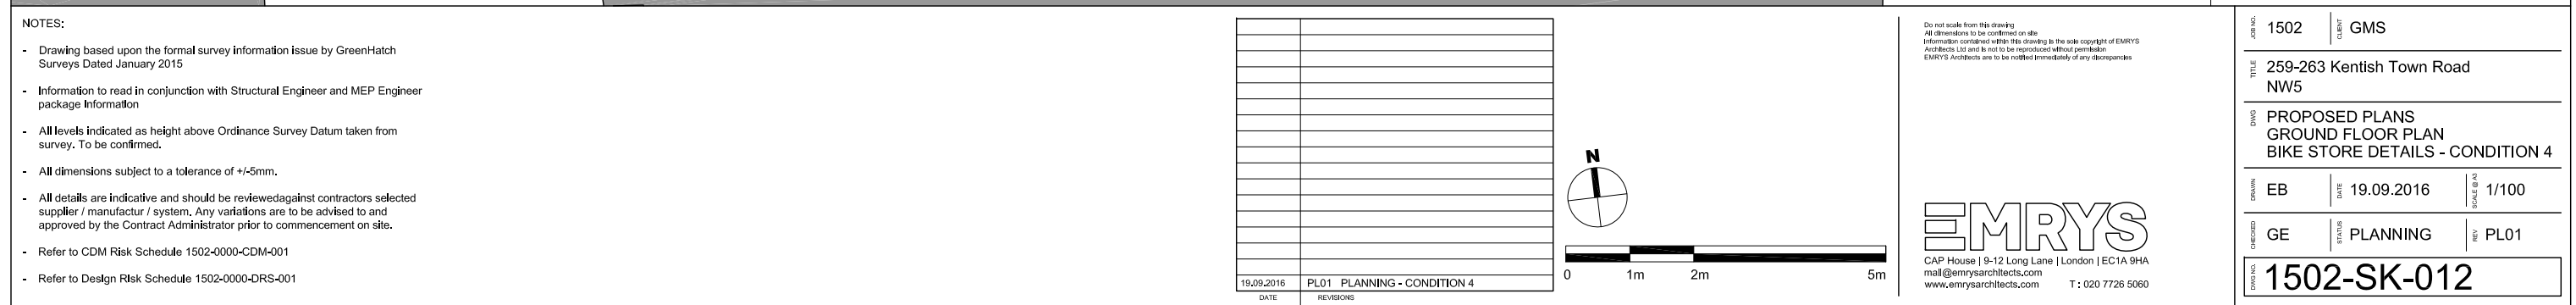 NOTES:
- Drawing based upon the formal survey information issue by GreenHatch
Surveys Dated January 2015
- Information to read in conjunction with Structural Engineer and MEP Engineer
package Information
- All levels indicated as height above Ordinance Survey Datum taken from
survey. To be confirmed.
- All dimensions subject to a tolerance of +/-5mm.
- All details are indicative and should be reviewedagainst contractors selected
supplier / manufactur / system. Any variations are to be advised to and
approved by the Contract Administrator prior to commencement on site.
- Refer to CDM Risk Schedule 1502-0000-CDM-001
- Refer to Design Risk Schedule 1502-0000-DRS-001
19.09.2016 PL01 PLANNING - CONDITION 4
DATE REVISIONS
N
0 1m 2m 5m
Do not scale from this drawing
All dimensions to be confirmed on site
Information contained within this drawing is the sole copyright of EMRYS
Architects Ltd and is not to be reproduced without permission
EMRYS Architects are to be notified immediately of any discrepancies
EMRYS
CAP House | 9-12 Long Lane | London | EC1A 9HA
mail@emrysarchitects.com
www.emrysarchitects.com T : 020 7726 5060
JOB NO. 1502 CLIENT GMS
TITLE 259-263 Kentish Town Road
NW5
DWG PROPOSED PLANS
GROUND FLOOR PLAN
BIKE STORE DETAILS - CONDITION 4
DRAWN EB DATE 19.09.2016 SCALE @ A3 1/100
CHECKED GE STATUS PLANNING REV PL01
DWG NO. 1502-SK-012